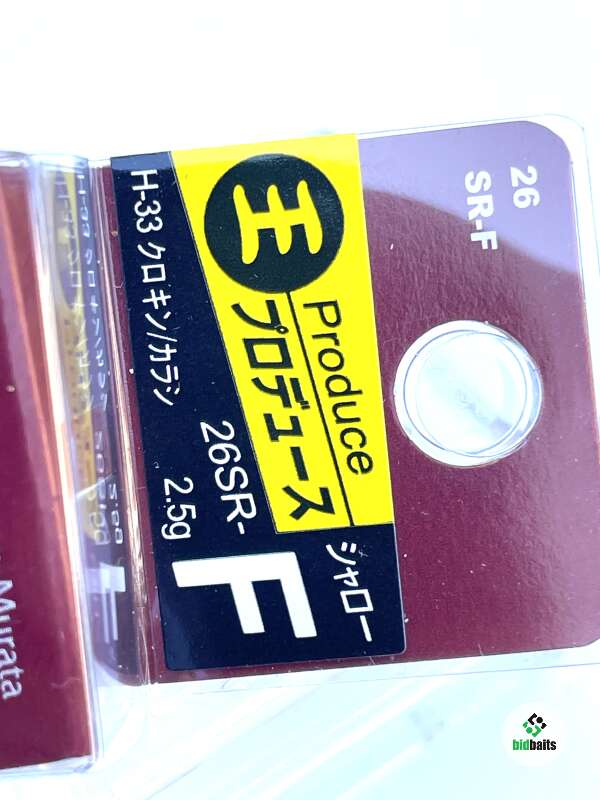 26
SR-F
王
Produce
プロデュース
シャロー
26SR-F
2.5g
H-33 クロキン/カラシ
Murata
bidbaits